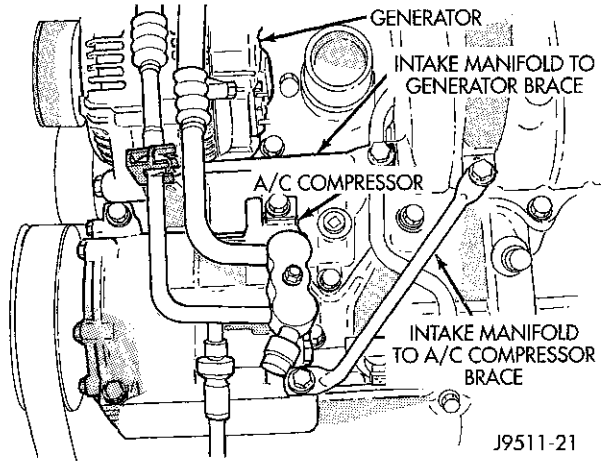 GENERATOR
INTAKE MANIFOLD TO
GENERATOR BRACE
A/C COMPRESSOR
INTAKE MANIFOLD
TO A/C COMPRESSOR
BRACE
J9511-21